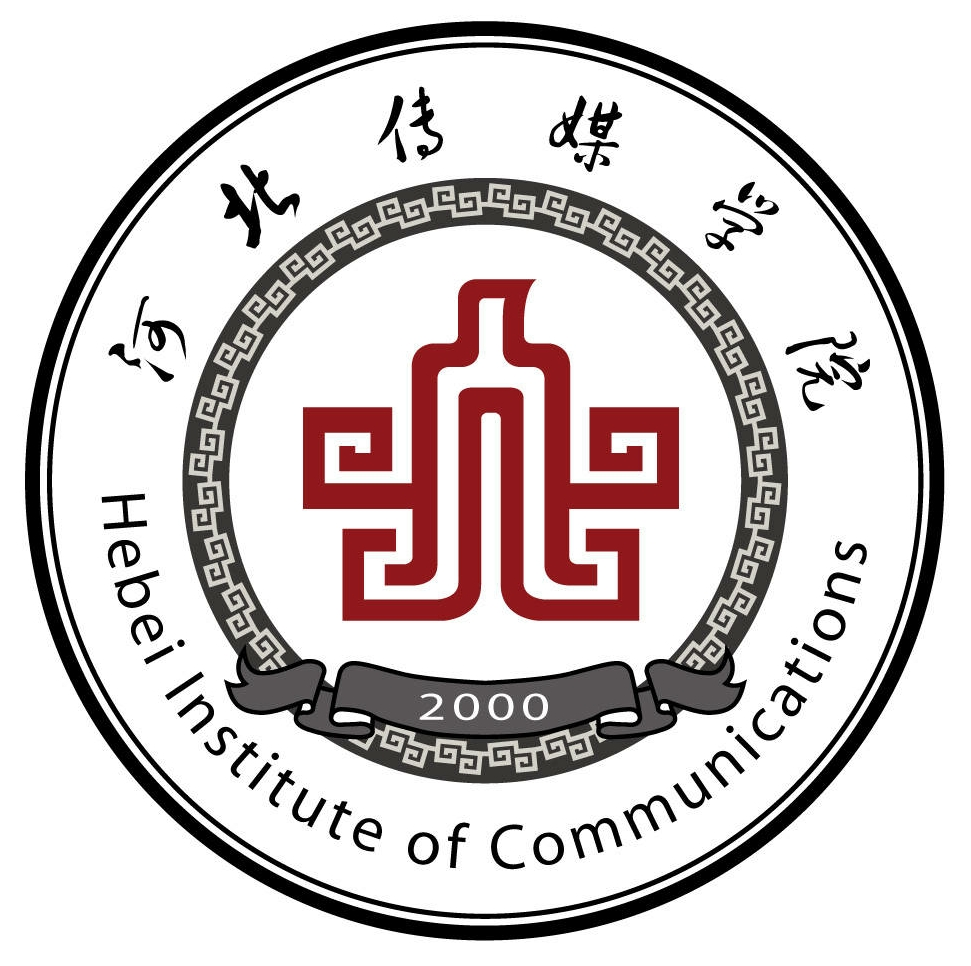 河北传媒学院
2000
Hebei Institute of Communications